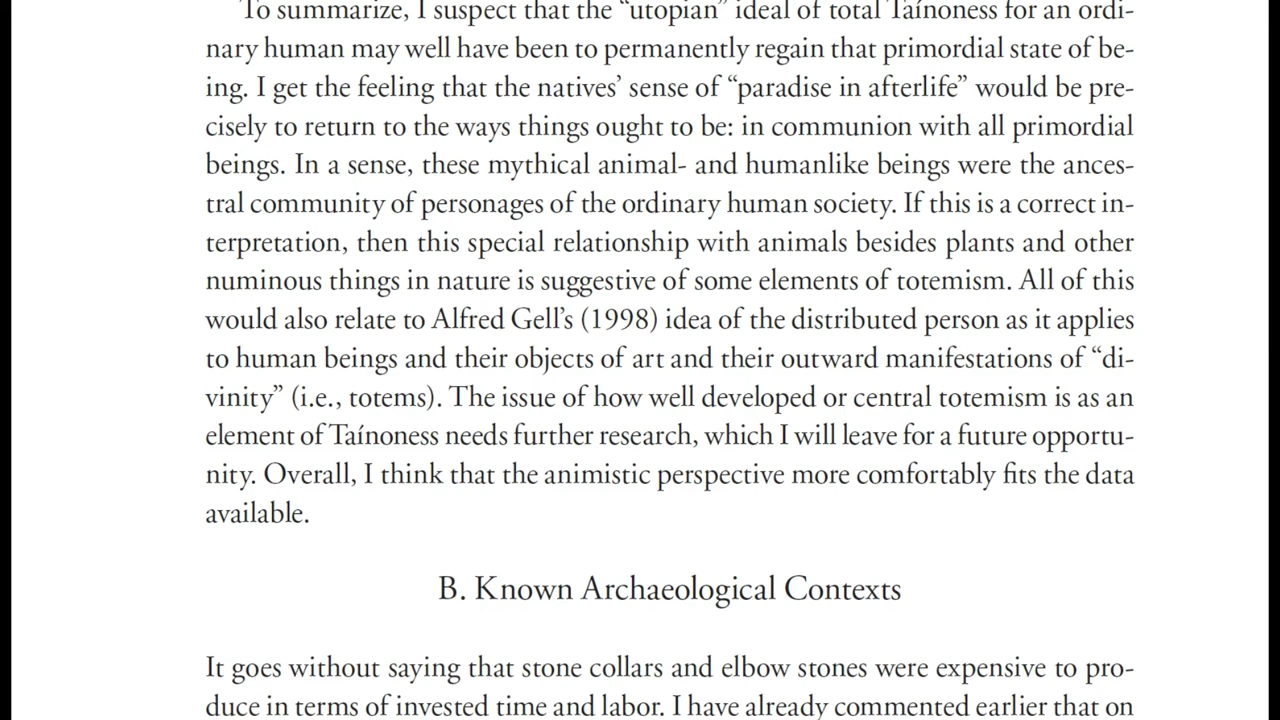 To summarize, I suspect that the “utopian” ideal of total Taínoness for an ordi-
nary human may well have been to permanently regain that primordial state of be-
ing. I get the feeling that the natives’ sense of “paradise in afterlife” would be pre-
cisely to return to the ways things ought to be: in communion with all primordial
beings. In a sense, these mythical animal- and humanlike beings were the ances-
tral community of personages of the ordinary human society. If this is a correct in-
terpretation, then this special relationship with animals besides plants and other
numinous things in nature is suggestive of some elements of totemism. All of this
would also relate to Alfred Gell’s (1998) idea of the distributed person as it applies
to human beings and their objects of art and their outward manifestations of “di-
vinity” (i.e., totems). The issue of how well developed or central totemism is as an
element of Taínoness needs further research, which I will leave for a future opportu-
nity. Overall, I think that the animistic perspective more comfortably fits the data
available.
B. Known Archaeological Contexts
It goes without saying that stone collars and elbow stones were expensive to pro-
duce in terms of invested time and labor. I have already commented earlier that on